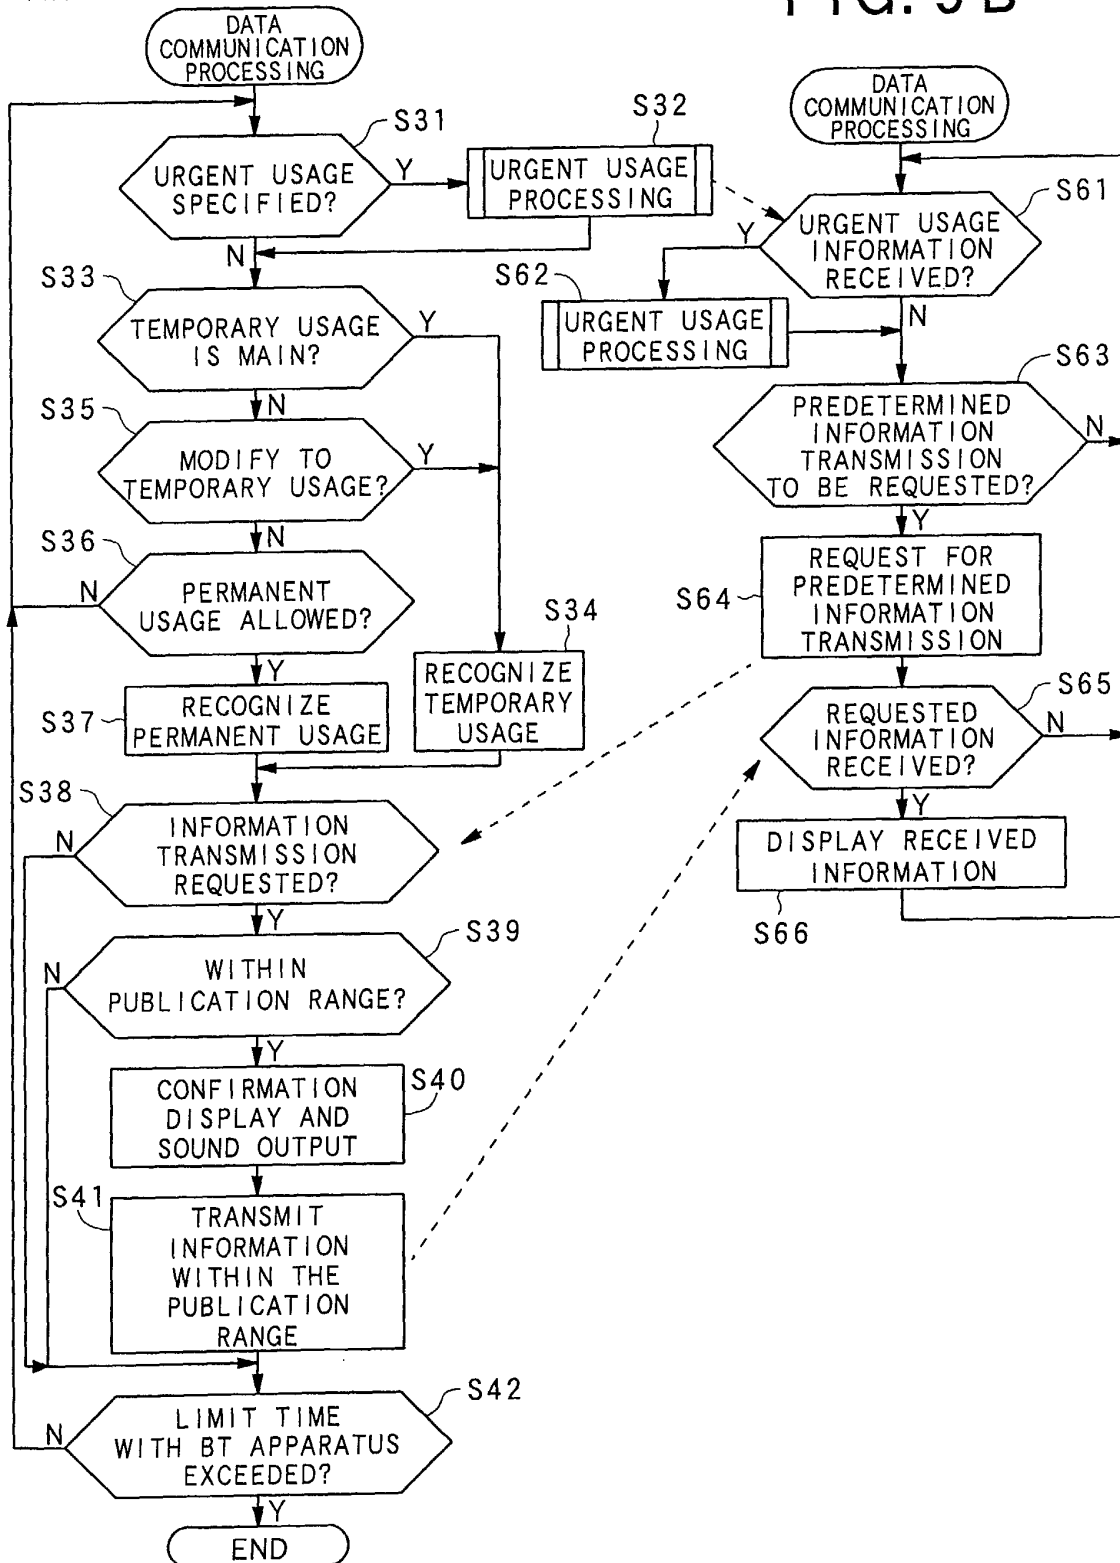 FIG. 5B
DATA
COMMUNICATION
PROCESSING
S31
URGENT USAGE
SPECIFIED?
Y
N
S32
URGENT USAGE
PROCESSING
S33
TEMPORARY USAGE
IS MAIN?
Y
N
S35
MODIFY TO
TEMPORARY USAGE?
Y
N
S36
N
PERMANENT
USAGE ALLOWED?
Y
S34
RECOGNIZE
TEMPORARY
USAGE
S37
RECOGNIZE
PERMANENT USAGE
S38
N
INFORMATION
TRANSMISSION
REQUESTED?
Y
S39
N
WITHIN
PUBLICATION RANGE?
Y
S40
CONFIRMATION
DISPLAY AND
SOUND OUTPUT
S41
TRANSMIT
INFORMATION
WITHIN THE
PUBLICATION
RANGE
S42
N
LIMIT TIME
WITH BT APPARATUS
EXCEEDED?
Y
END
DATA
COMMUNICATION
PROCESSING
S61
Y
URGENT USAGE
INFORMATION
RECEIVED?
N
S62
URGENT USAGE
PROCESSING
S63
PREDETERMINED
INFORMATION
TRANSMISSION
TO BE REQUESTED?
N
Y
S64
REQUEST FOR
PREDETERMINED
INFORMATION
TRANSMISSION
S65
REQUESTED
INFORMATION
RECEIVED?
N
Y
DISPLAY RECEIVED
INFORMATION
S66